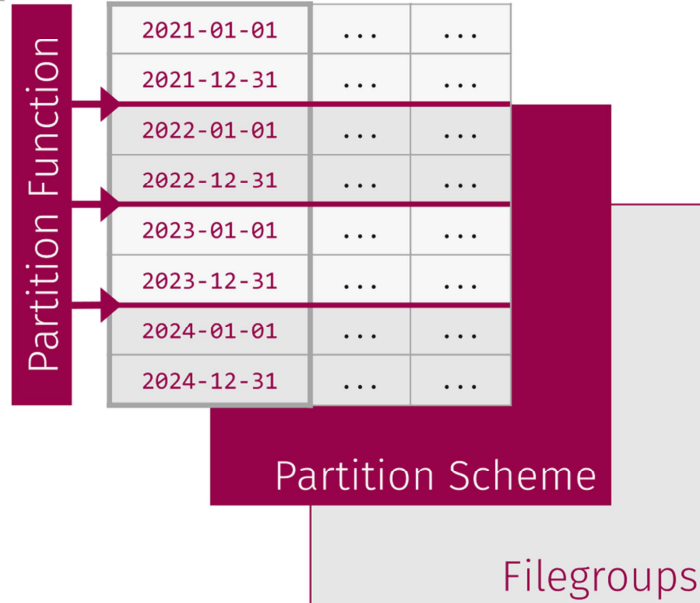 Partition Function
2021-01-01 ... ...
2021-12-31 ... ...
2022-01-01 ... ...
2022-12-31 ... ...
2023-01-01 ... ...
2023-12-31 ... ...
2024-01-01 ... ...
2024-12-31 ... ...
Partition Scheme
Filegroups